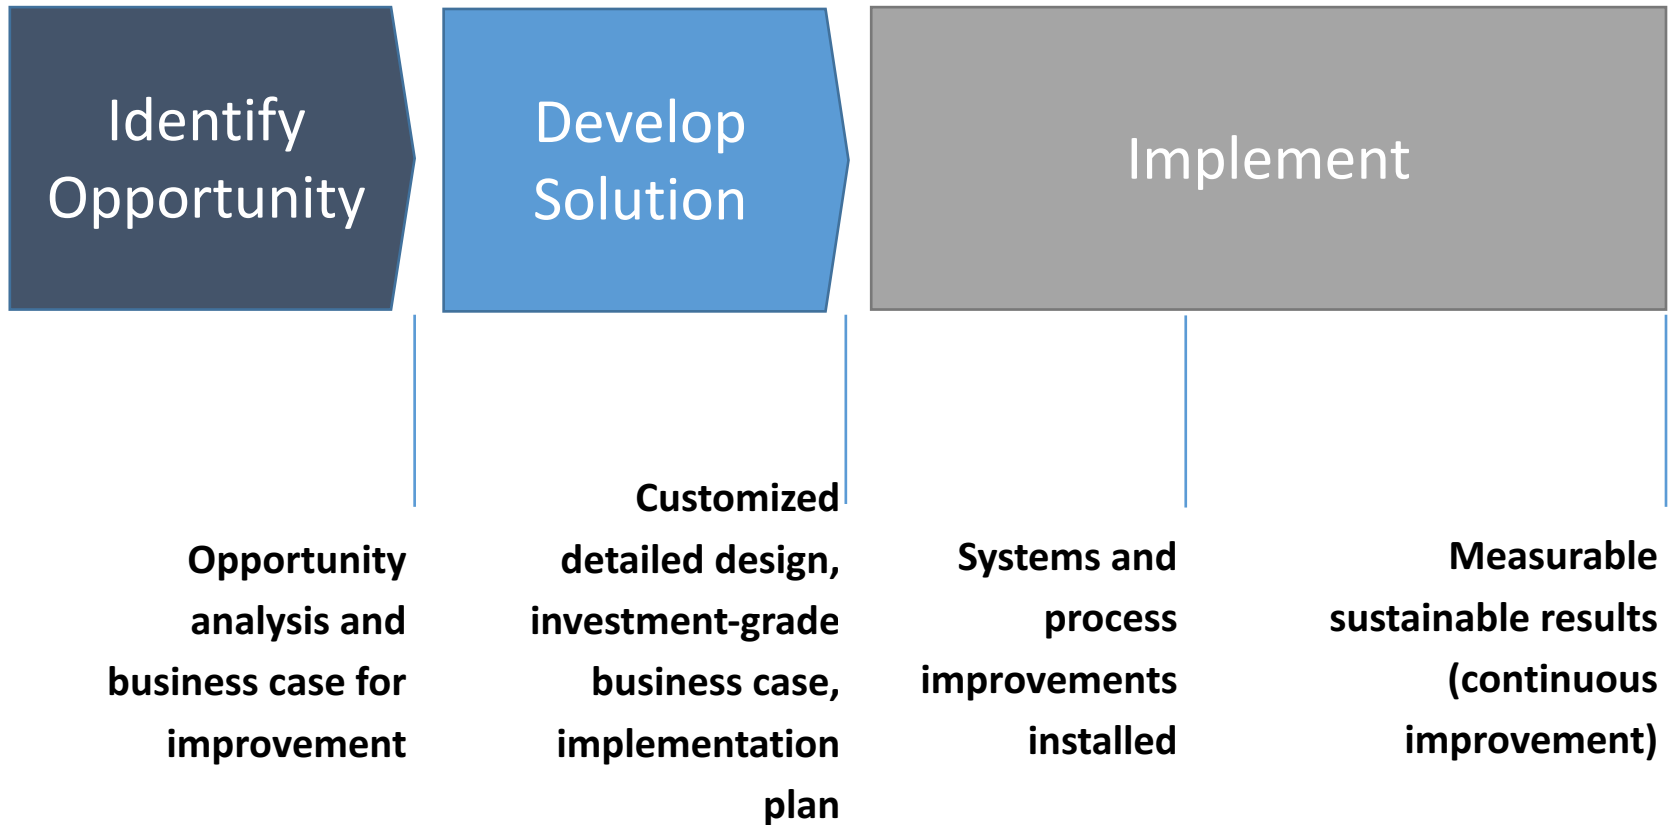 Identify
Opportunity
Develop
Solution
Implement
Opportunity
analysis and
business case for
improvement
Customized
detailed design,
investment-grade
business case,
implementation
plan
Systems and
process
improvements
installed
Measurable
sustainable results
(continuous
improvement)